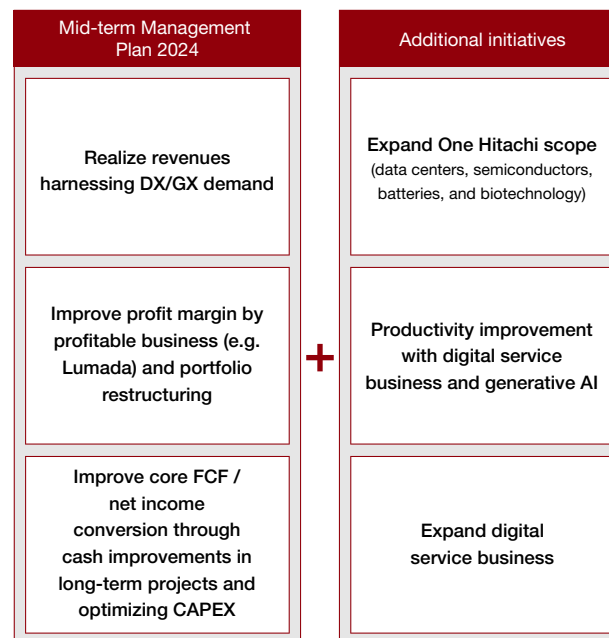 Mid-term Management
Plan 2024
Realize revenues
harnessing DX/GX demand
Improve profit margin by
profitable business (e.g.
Lumada) and portfolio
restructuring
Improve core FCF /
net income
conversion through
cash improvements in
long-term projects and
optimizing CAPEX
+
Additional initiatives
Expand One Hitachi scope
(data centers, semiconductors,
batteries, and biotechnology)
Productivity improvement
with digital service
business and generative AI
Expand digital
service business